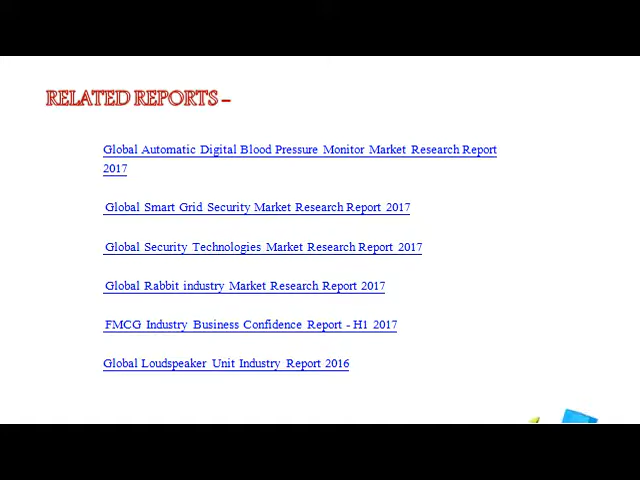 RELATED REPORTS –
Global Automatic Digital Blood Pressure Monitor Market Research Report
2017
Global Smart Grid Security Market Research Report 2017
Global Security Technologies Market Research Report 2017
Global Rabbit industry Market Research Report 2017
FMCG Industry Business Confidence Report - H1 2017
Global Loudspeaker Unit Industry Report 2016